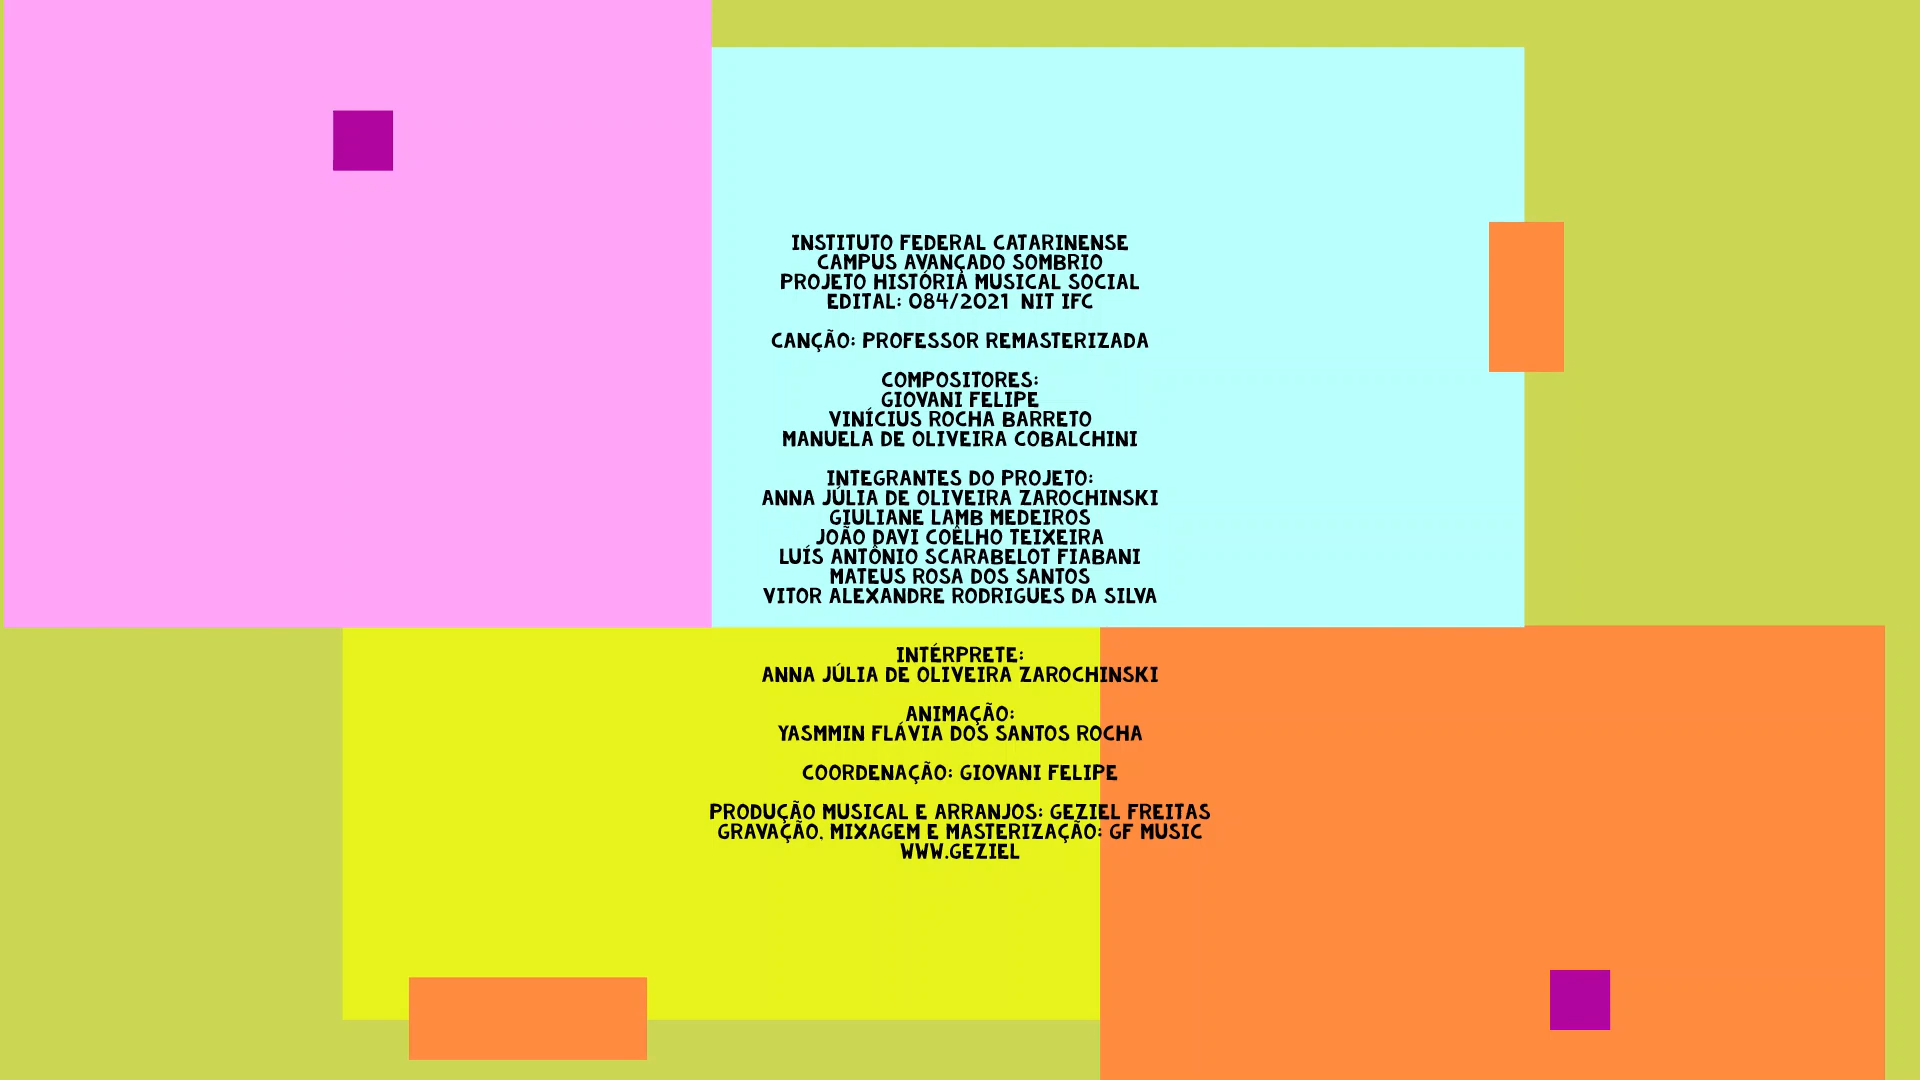 INSTITUTO FEDERAL CATARINENSE
CAMPUS AVANÇADO SOMBRIO
PROJETO HISTÓRIA MUSICAL SOCIAL
EDITAL: 084/2021 NIT IFC
CANÇÃO: PROFESSOR REMASTERIZADA
COMPOSITORES:
GIOVANI FELIPE
VINÍCIUS ROCHA BARRETO
MANUELA DE OLIVEIRA COBALCHINI
INTEGRANTES DO PROJETO:
ANNA JÚLIA DE OLIVEIRA ZAROCHINSKI
GIULIANE LAMB MEDEIROS
JOÃO DAVI COÊLHO TEIXEIRA
LUÍS ANTÔNIO SCARABELOT FIABANI
MATEUS ROSA DOS SANTOS
VITOR ALEXANDRE RODRIGUES DA SILVA
INTÉRPRETE:
ANNA JÚLIA DE OLIVEIRA ZAROCHINSKI
ANIMAÇÃO:
YASMMIN FLÁVIA DOS SANTOS ROCHA
COORDENAÇÃO: GIOVANI FELIPE
PRODUÇÃO MUSICAL E ARRANJOS: GEZIEL FREITAS
GRAVAÇÃO, MIXAGEM E MASTERIZAÇÃO: GF MUSIC
WWW.GEZIEL